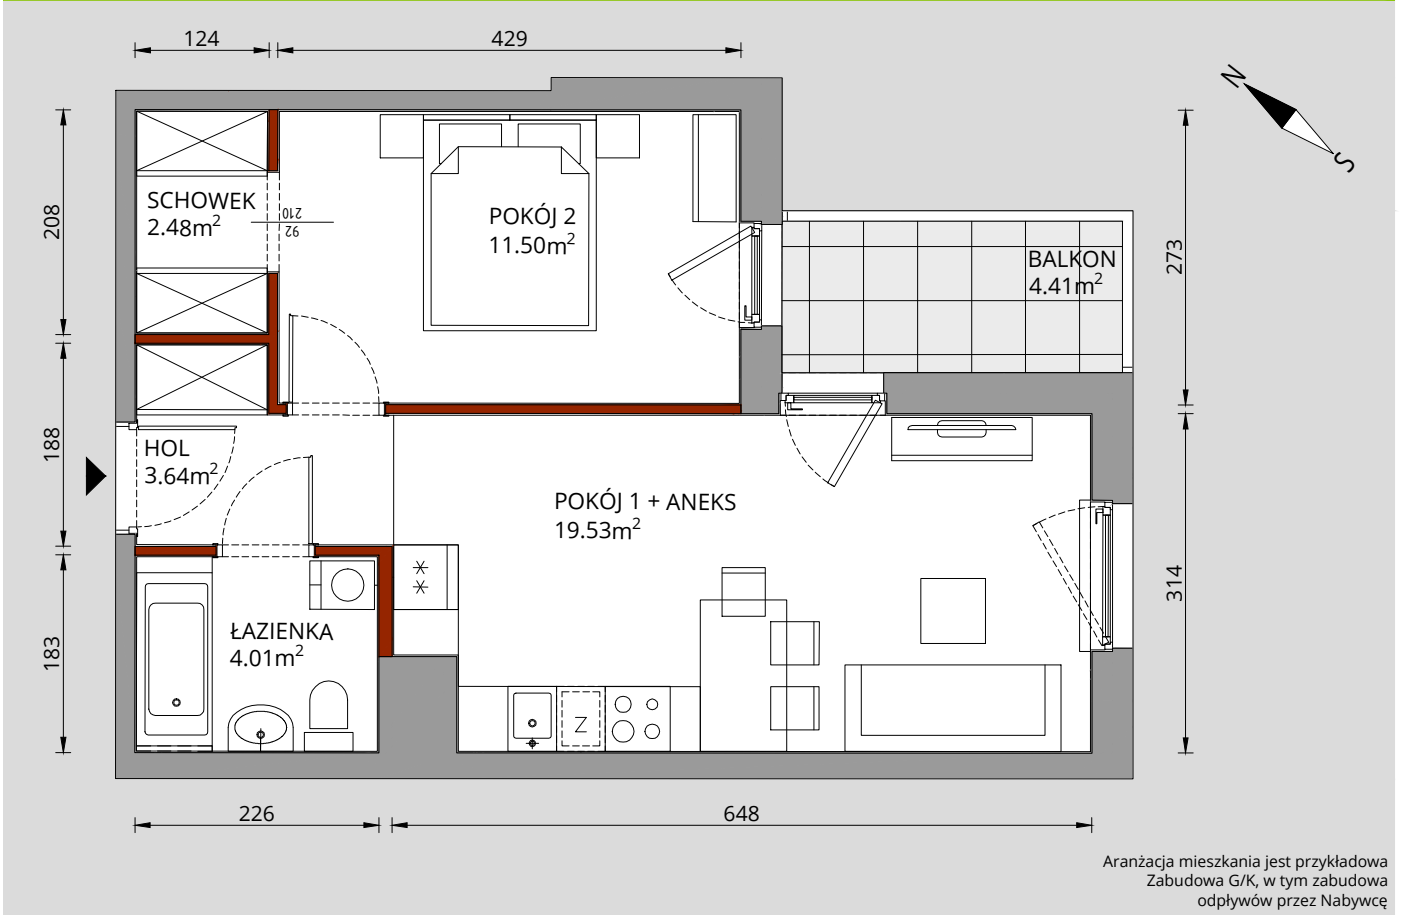 124
429
N
S
208
SCHOWEK
2.48m²
210
92
POKÓJ 2
11.50m²
BALKON
4.41m²
273
188
HOL
3.64m²
POKÓJ 1 + ANEKS
19.53m²
314
183
ŁAZIENKA
4.01m²
Z
226
648
Aranżacja mieszkania jest przykładowa
Zabudowa G/K, w tym zabudowa
odpływów przez Nabywcę